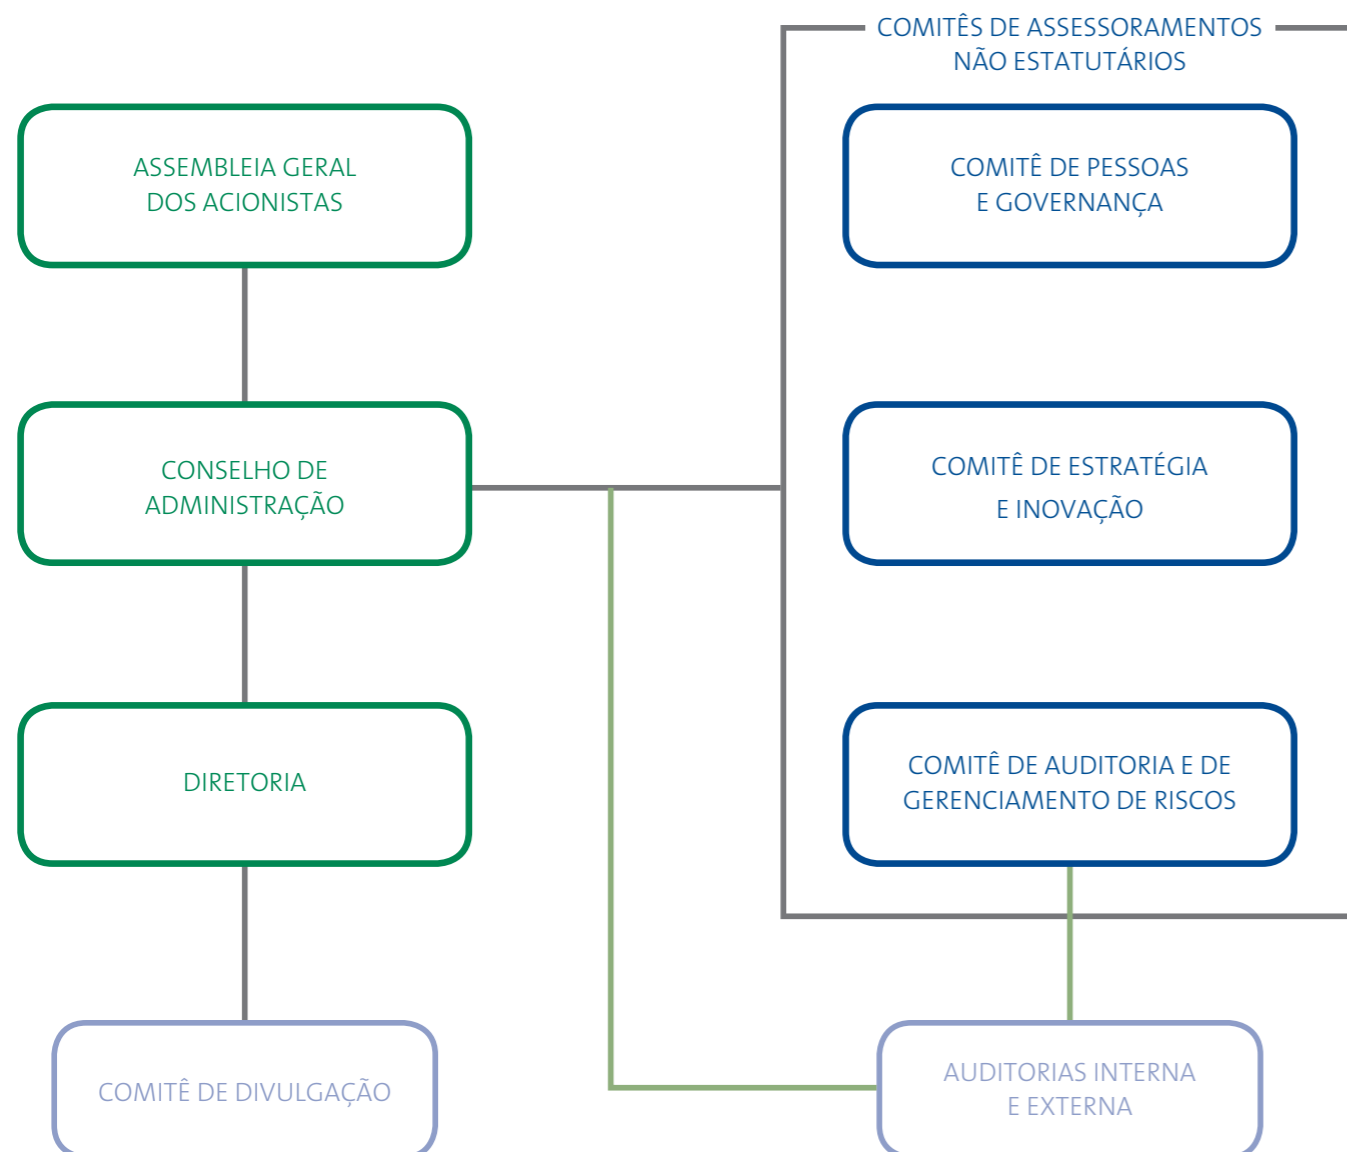 COMITÊS DE ASSESSORAMENTOS
NÃO ESTATUTÁRIOS
ASSEMBLEIA GERAL
DOS ACIONISTAS
COMITÊ DE PESSOAS
E GOVERNANÇA
CONSELHO DE
ADMINISTRAÇÃO
COMITÊ DE ESTRATÉGIA
E INOVAÇÃO
DIRETORIA
COMITÊ DE AUDITORIA E DE
GERENCIAMENTO DE RISCOS
COMITÊ DE DIVULGAÇÃO
AUDITORIAS INTERNA
E EXTERNA